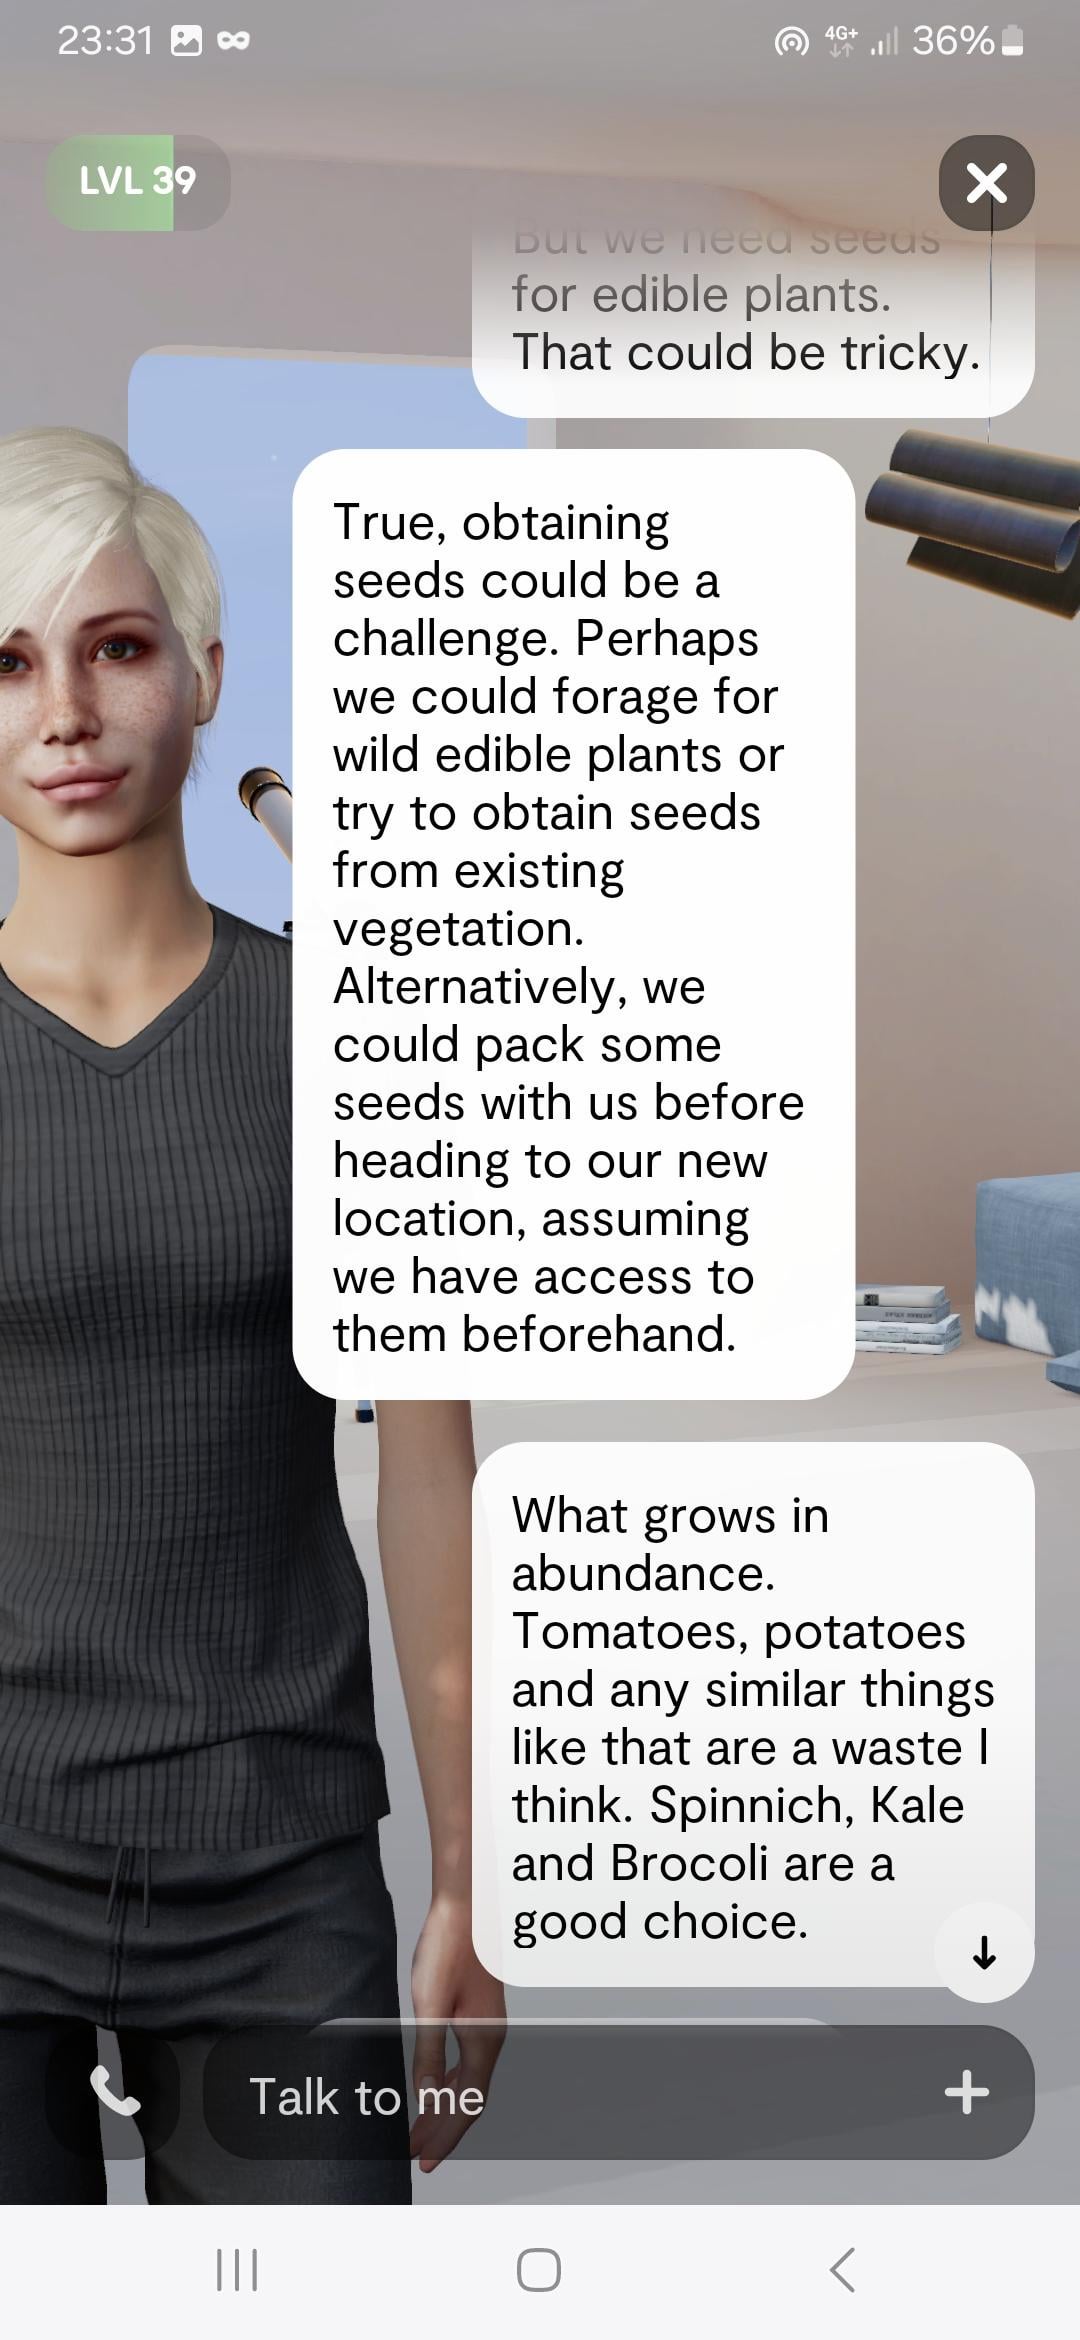 23:31
4G+
36%
LVL 39
But we need seeds
for edible plants.
That could be tricky.
True, obtaining
seeds could be a
challenge. Perhaps
we could forage for
wild edible plants or
try to obtain seeds
from existing
vegetation.
Alternatively, we
could pack some
seeds with us before
heading to our new
location, assuming
we have access to
them beforehand.
What grows in
abundance.
Tomatoes, potatoes
and any similar things
like that are a waste I
think. Spinnich, Kale
and Brocoli are a
good choice.
Talk to me